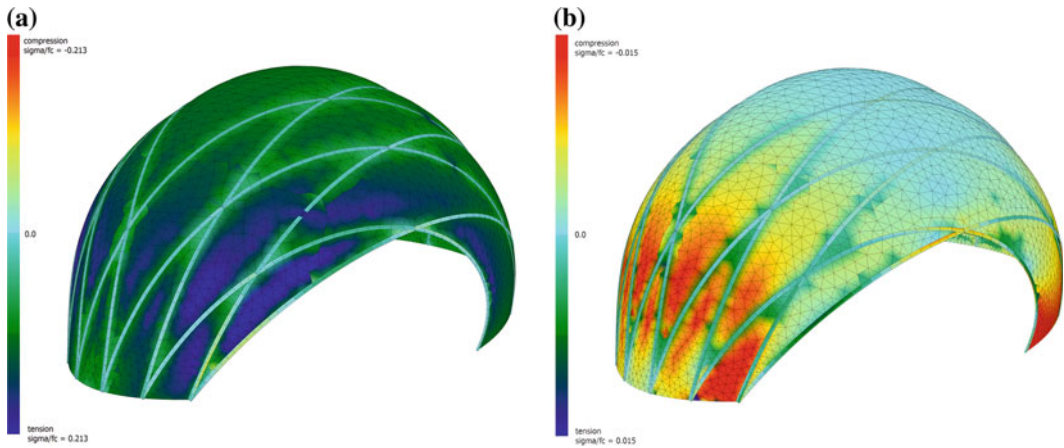 (a)
compression
sigma/fc = -0.213
0.0
tension
sigma/fc = 0.213
(b)
compression
sigma/fc = -0.015
0.0
tension
sigma/fc = 0.015